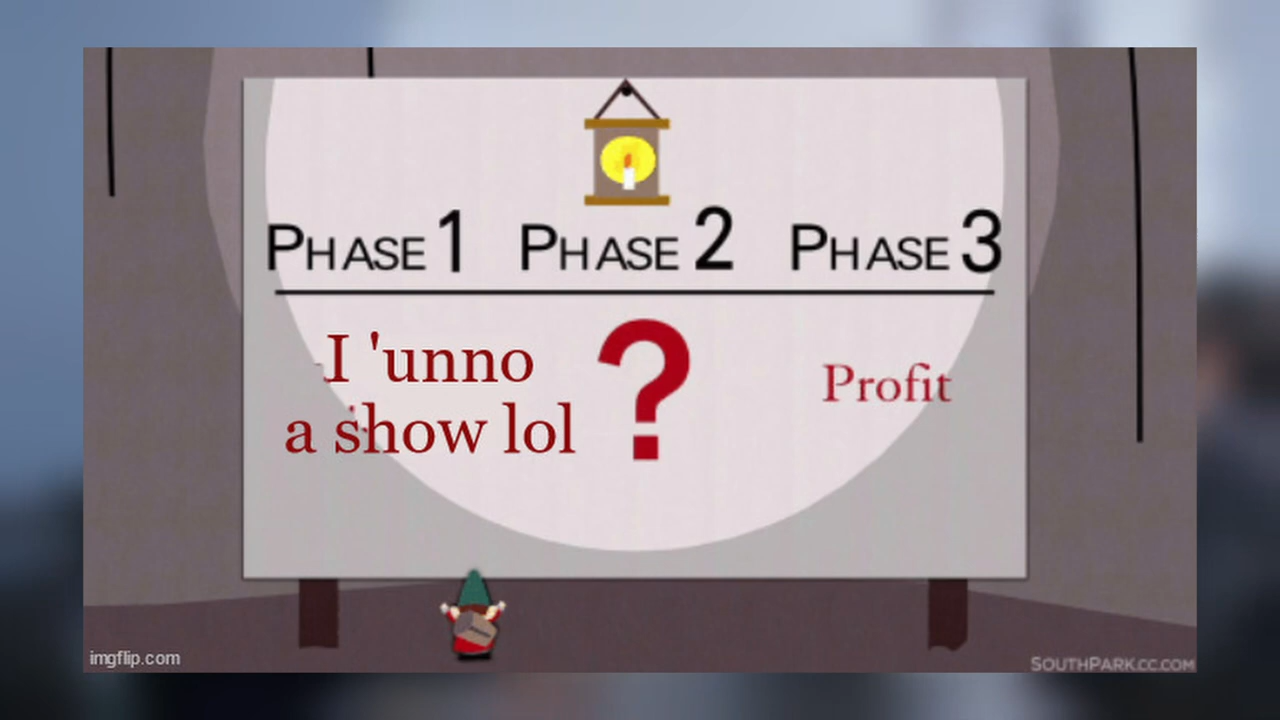 PHASE 1 PHASE 2 PHASE 3
I 'unno
a show lol
?
Profit
imgflip.com
SOUTHPARK.CC.COM